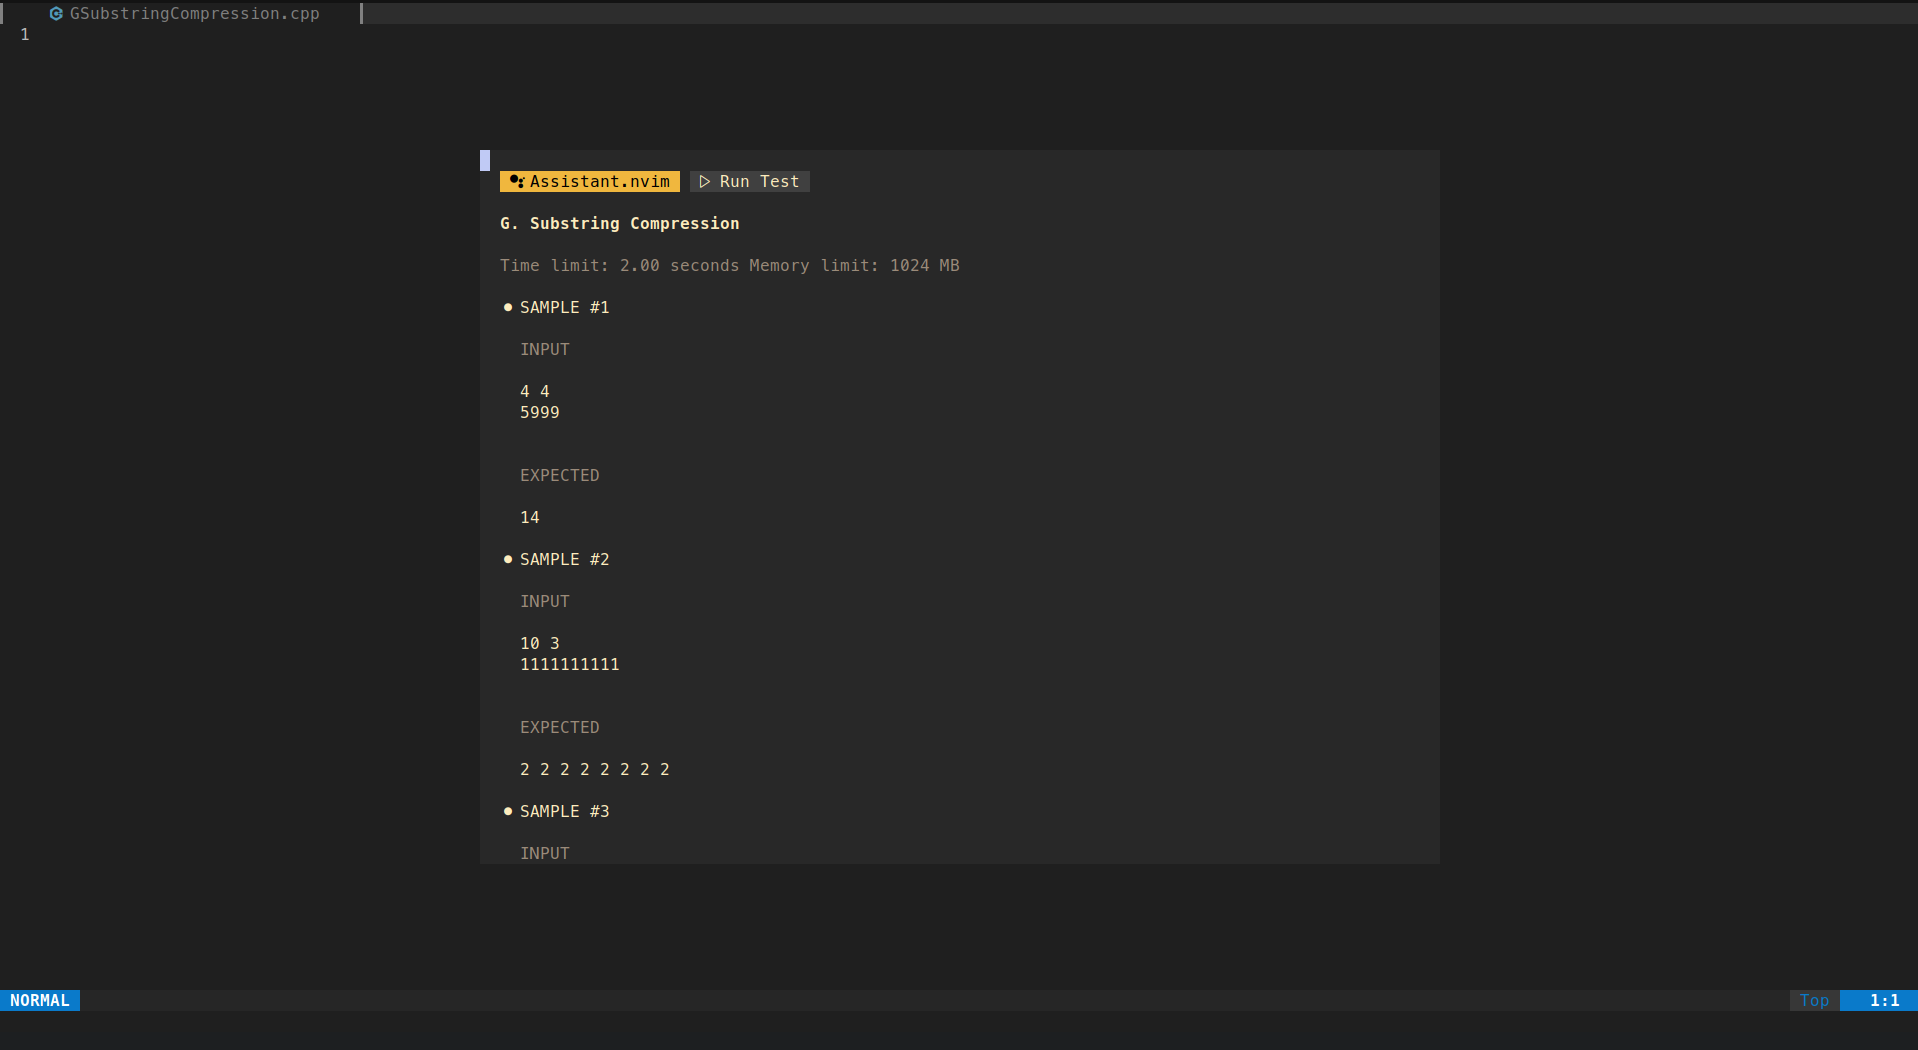 GSubstringCompression.cpp
1
Assistant.nvim Run Test
G. Substring Compression
Time limit: 2.00 seconds Memory limit: 1024 MB
SAMPLE #1
INPUT
4 4
5999
EXPECTED
14
SAMPLE #2
INPUT
10 3
1111111111
EXPECTED
2 2 2 2 2 2 2 2
SAMPLE #3
INPUT
NORMAL Top 1:1